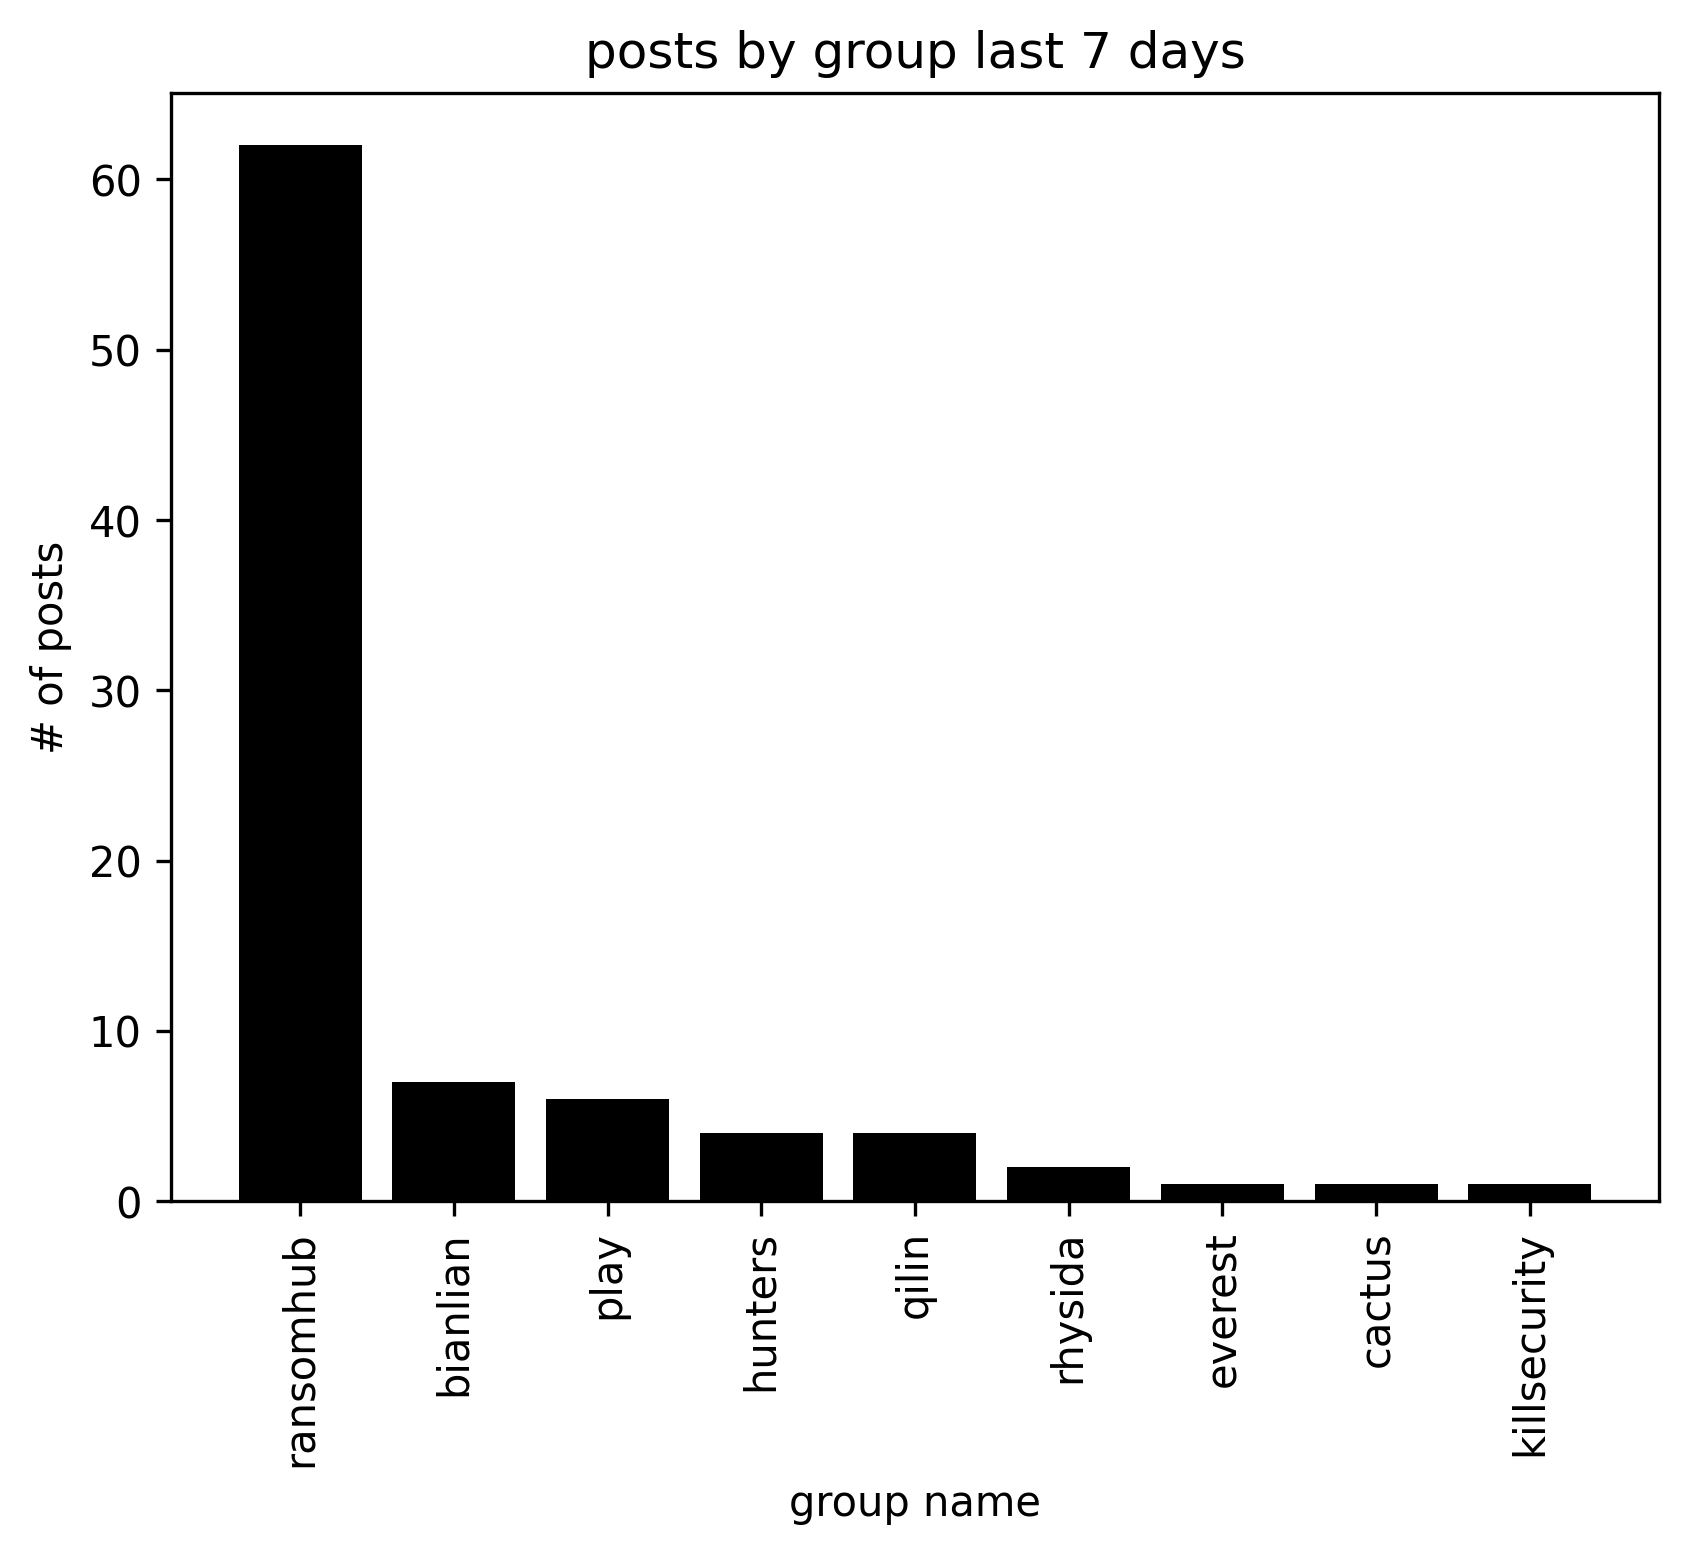 posts by group last 7 days
# of posts
60
50
40
30
20
10
0
ransomhub
bianlian
play
hunters
qilin
rhysida
everest
cactus
killsecurity
group name